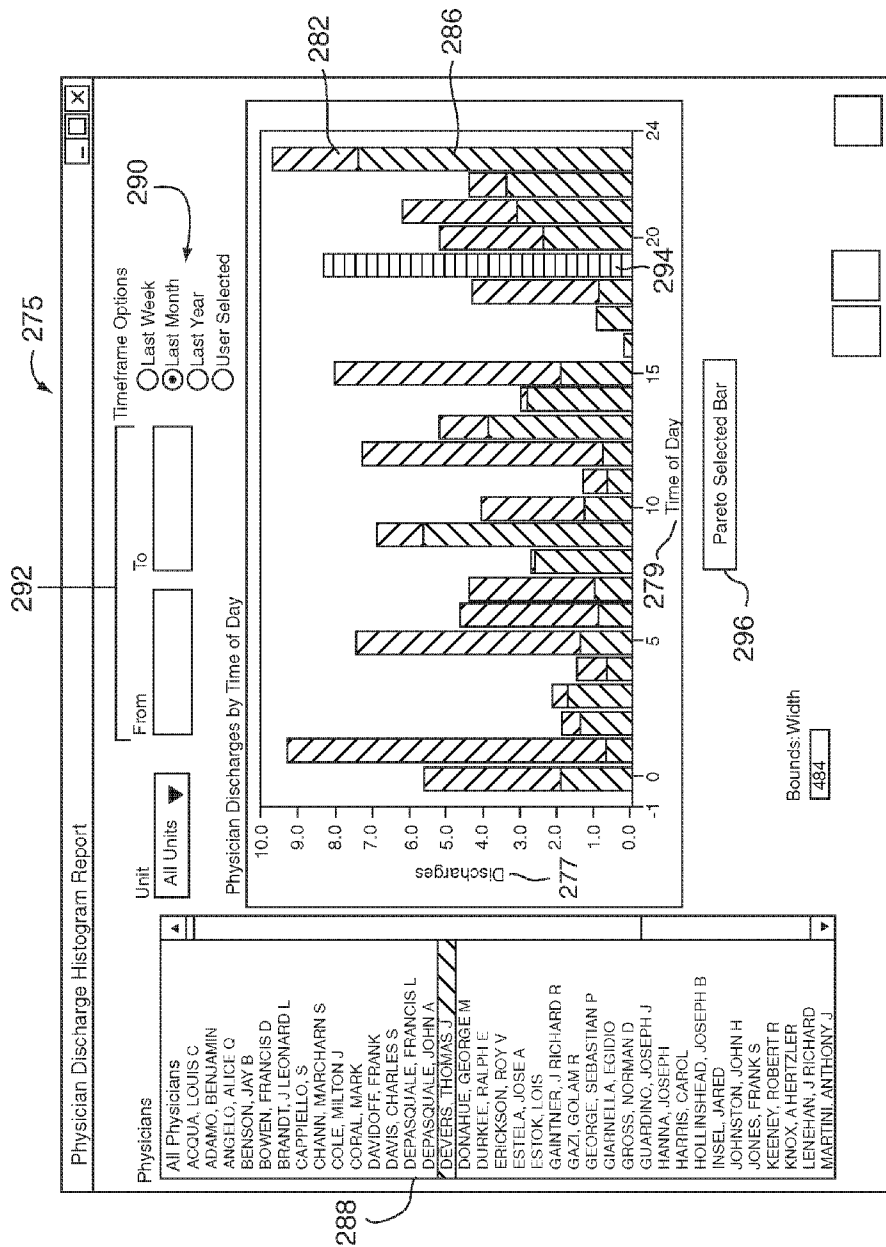 275
Physician Discharge Histogram Report
292
Unit
All Units
From
To
Timeframe Options
Last Week
Last Month
Last Year
User Selected
290
Physicians
All Physicians
ACQUA, LOUIS C
ADAMO, BENJAMIN
ANGELO, ALICE Q
BENSON, JAY B
BOWEN, FRANCIS D
BRANDT, J LEONARD L
CAPPIELLO, S
CHANN, MARCHARN S
COLE, MILTON J
CORAL, MARK
DAVIDOFF, FRANK
DAVIS, CHARLES S
DEPASQUALE, FRANCIS L
DEPASQUALE, JOHN A
DEVERS, THOMAS J
DONAHUE, GEORGE M
DURKEE, RALPH E
ERICKSON, ROY V
ESTELA, JOSE A
ESTOK, LOIS
GAINTNER, J RICHARD R
GAZI, GOLAM R
GEORGE, SEBASTIAN P
GIARNELLA, EGIDIO
GROSS, NORMAN D
GUARDINO, JOSEPH J
HANNA, JOSEPH
HARRIS, CAROL
HOLLINSHEAD, JOSEPH B
INSEL, JARED
JOHNSTON, JOHN H
JONES, FRANK S
KEENEY, ROBERT R
KNOX, A HERTZLER
LENEHAN, J RICHARD
MARTINI, ANTHONY J
288
Physician Discharges by Time of Day
282
286
10.0
9.0
8.0
7.0
6.0
5.0
4.0
3.0
2.0
1.0
0.0
Discharges
277
-1 0 5 10 15 20 24
279
Time of Day
294
Pareto Selected Bar
296
Bounds:Width
484